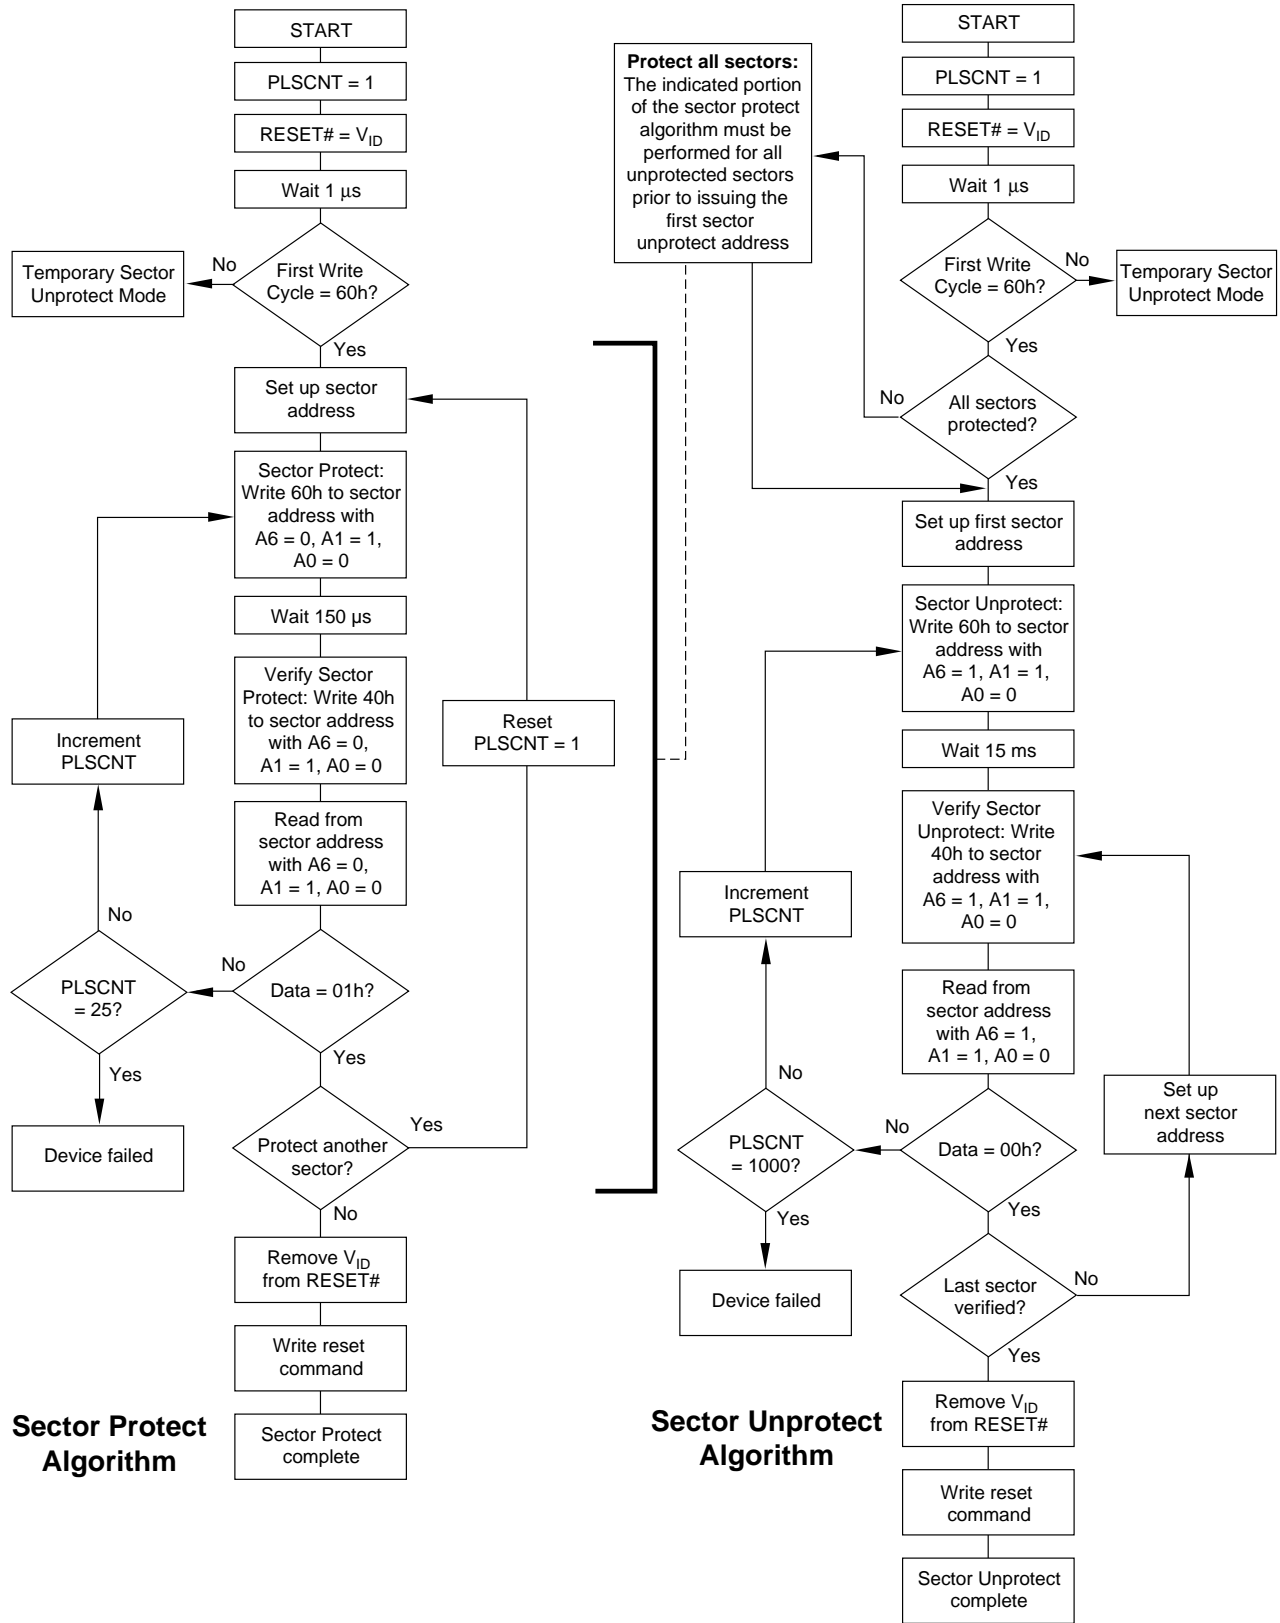 START
PLSCNT = 1
RESET# = VID
Wait 1 μs
First Write
Cycle = 60h?
No
Temporary Sector
Unprotect Mode
Yes
Set up sector
address
Sector Protect:
Write 60h to sector
address with
A6 = 0, A1 = 1,
A0 = 0
Wait 150 µs
Verify Sector
Protect: Write 40h
to sector address
with A6 = 0,
A1 = 1, A0 = 0
Increment
PLSCNT
Reset
PLSCNT = 1
Read from
sector address
with A6 = 0,
A1 = 1, A0 = 0
No
PLSCNT
= 25?
No
Data = 01h?
Yes
Yes
Device failed
Protect another
sector?
Yes
No
Remove VID
from RESET#
Write reset
command
Sector Protect
complete
Sector Protect
Algorithm
Protect all sectors:
The indicated portion
of the sector protect
algorithm must be
performed for all
unprotected sectors
prior to issuing the
first sector
unprotect address
START
PLSCNT = 1
RESET# = VID
Wait 1 μs
First Write
Cycle = 60h?
No
Temporary Sector
Unprotect Mode
Yes
No
All sectors
protected?
Yes
Set up first sector
address
Sector Unprotect:
Write 60h to sector
address with
A6 = 1, A1 = 1,
A0 = 0
Wait 15 ms
Verify Sector
Unprotect: Write
40h to sector
address with
A6 = 1, A1 = 1,
A0 = 0
Increment
PLSCNT
Read from
sector address
with A6 = 1,
A1 = 1, A0 = 0
No
PLSCNT
= 1000?
No
Data = 00h?
Set up
next sector
address
Yes
Yes
Device failed
Last sector
verified?
No
Yes
Remove VID
from RESET#
Write reset
command
Sector Unprotect
complete
Sector Unprotect
Algorithm